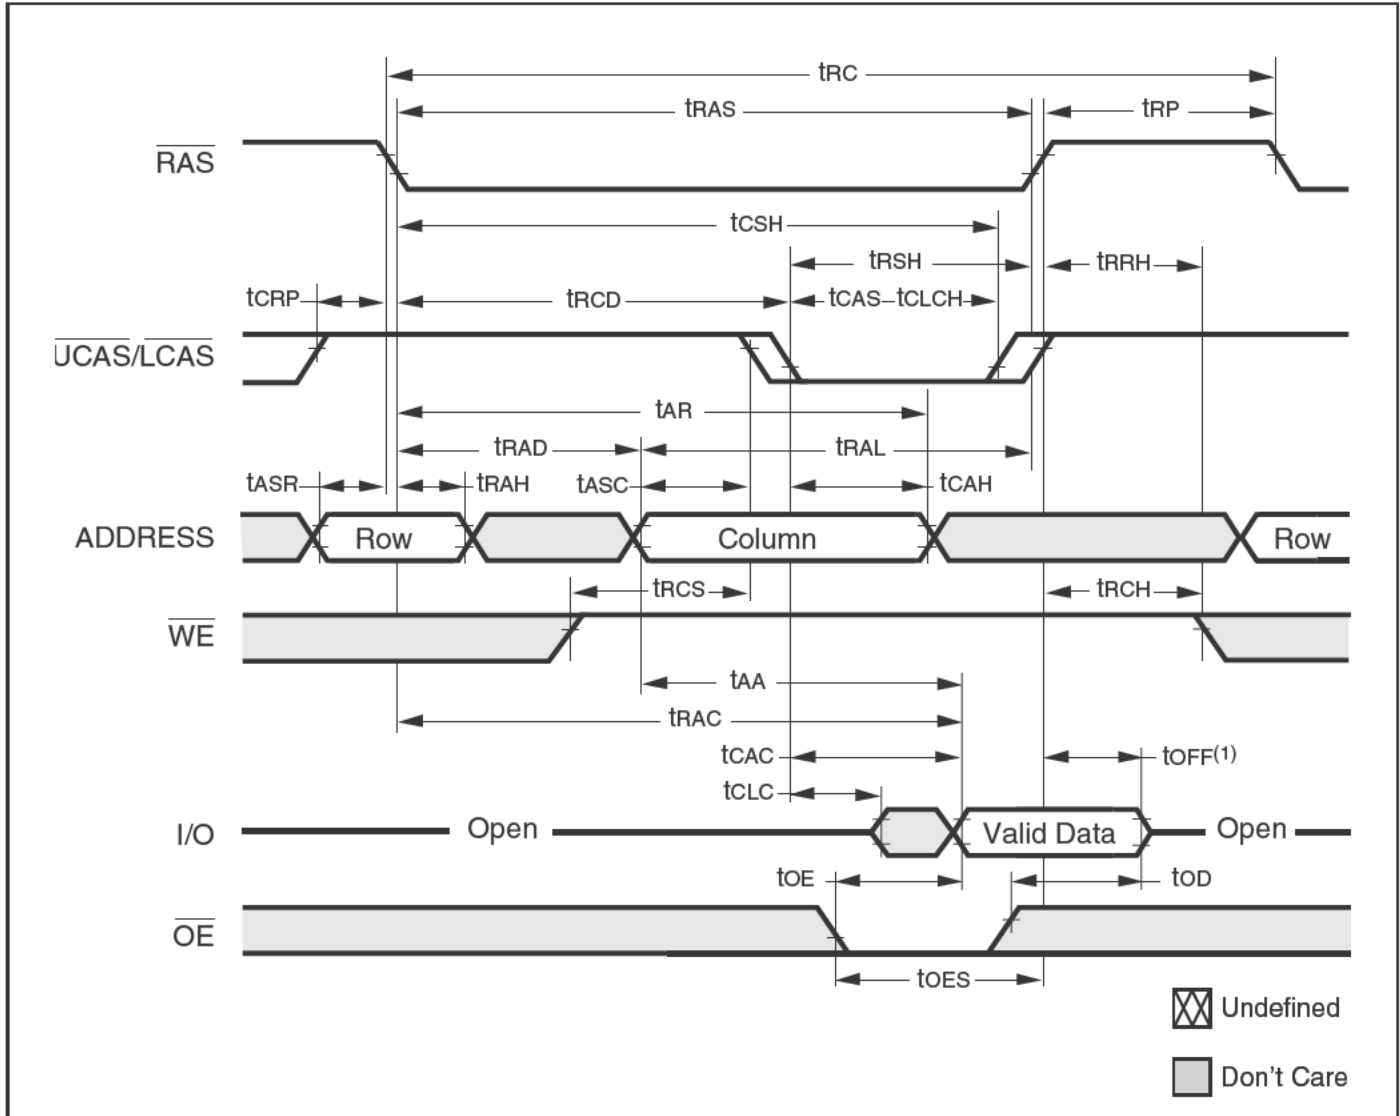 tRC
tRAS tRP
RAS
tCSH
tRSH tRRH
tCRP tRCD tCAS tCLCH
UCAS/LCAS
tAR
tRAD tRAL
tASR tRAH tASC tCAH
ADDRESS Row Column Row
tRCS tRCH
WE
tAA
tRAC
tCAC tOFF(1)
tCLC
I/O Open Valid Data Open
tOE tOD
OE
tOES
Undefined
Don't Care